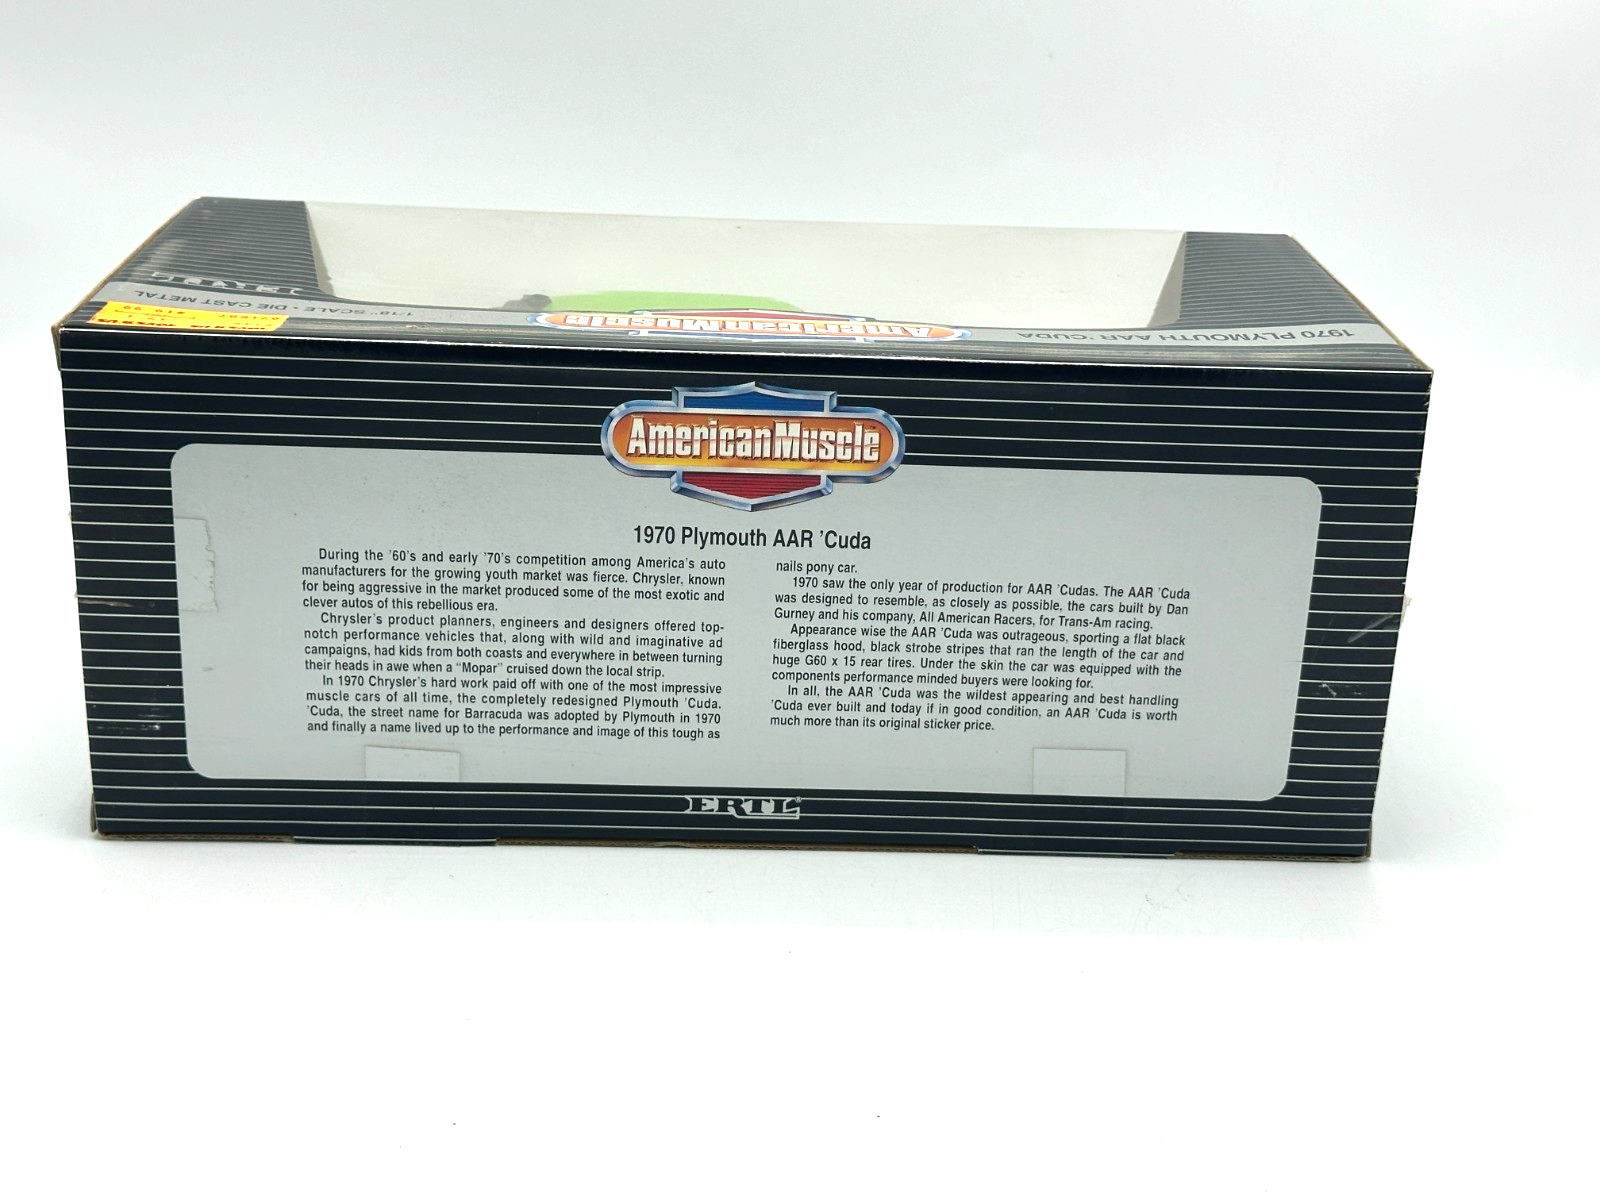 ERTL
1/18" SCALE • DIE CAST METAL
AmericanMuscle
1970 PLYMOUTH AAR 'CUDA
AmericanMuscle™
1970 Plymouth AAR 'Cuda
During the '60's and early '70's competition among America's auto
manufacturers for the growing youth market was fierce. Chrysler, known
for being aggressive in the market produced some of the most exotic and
clever autos of this rebellious era.
Chrysler's product planners, engineers and designers offered top-
notch performance vehicles that, along with wild and imaginative ad
campaigns, had kids from both coasts and everywhere in between turning
their heads in awe when a "Mopar" cruised down the local strip.
In 1970 Chrysler's hard work paid off with one of the most impressive
muscle cars of all time, the completely redesigned Plymouth 'Cuda.
'Cuda, the street name for Barracuda was adopted by Plymouth in 1970
and finally a name lived up to the performance and image of this tough as
nails pony car.
1970 saw the only year of production for AAR 'Cudas. The AAR 'Cuda
was designed to resemble, as closely as possible, the cars built by Dan
Gurney and his company, All American Racers, for Trans-Am racing.
Appearance wise the AAR 'Cuda was outrageous, sporting a flat black
fiberglass hood, black strobe stripes that ran the length of the car and
huge G60 x 15 rear tires. Under the skin the car was equipped with the
components performance minded buyers were looking for.
In all, the AAR 'Cuda was the wildest appearing and best handling
'Cuda ever built and today if in good condition, an AAR 'Cuda is worth
much more than its original sticker price.
ERTL®